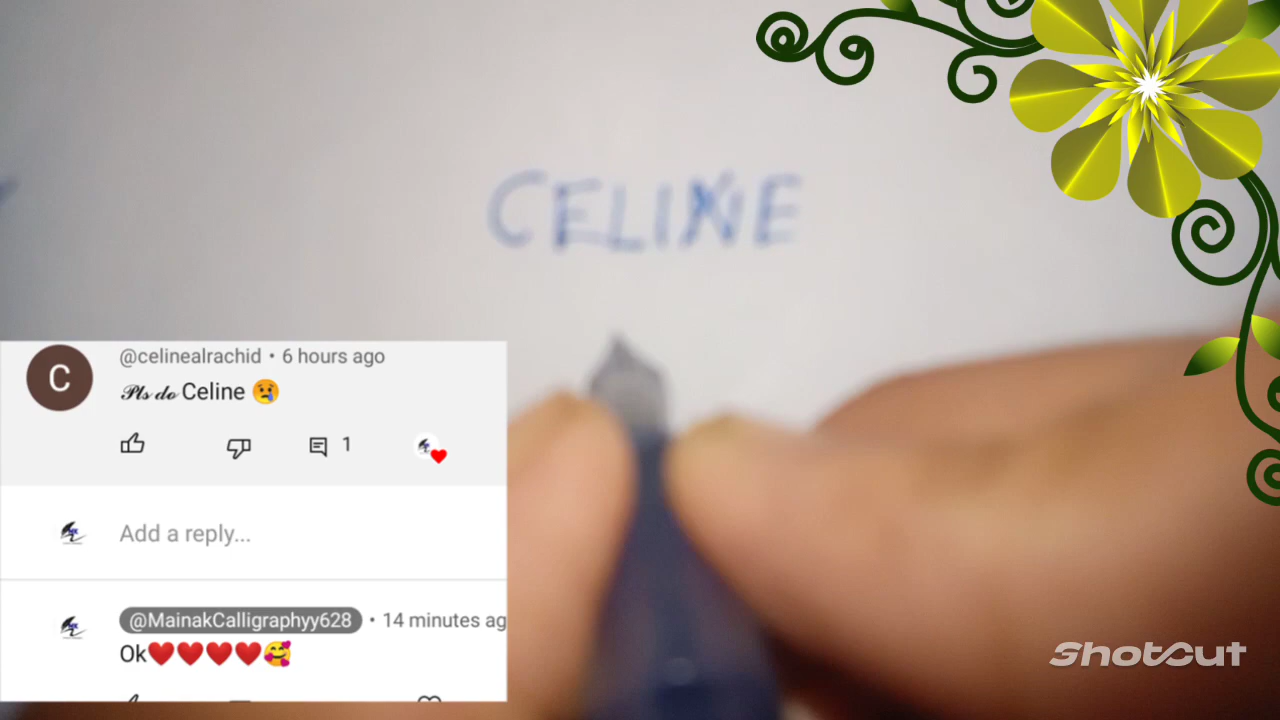 CELINE
@celinealrachid • 6 hours ago
𝒫𝓁𝓈 𝒹𝑜 Celine 😢
1
Add a reply...
@MainakCalligraphyy628 • 14 minutes ag
Ok❤️❤️❤️❤️🥰
ShotCut